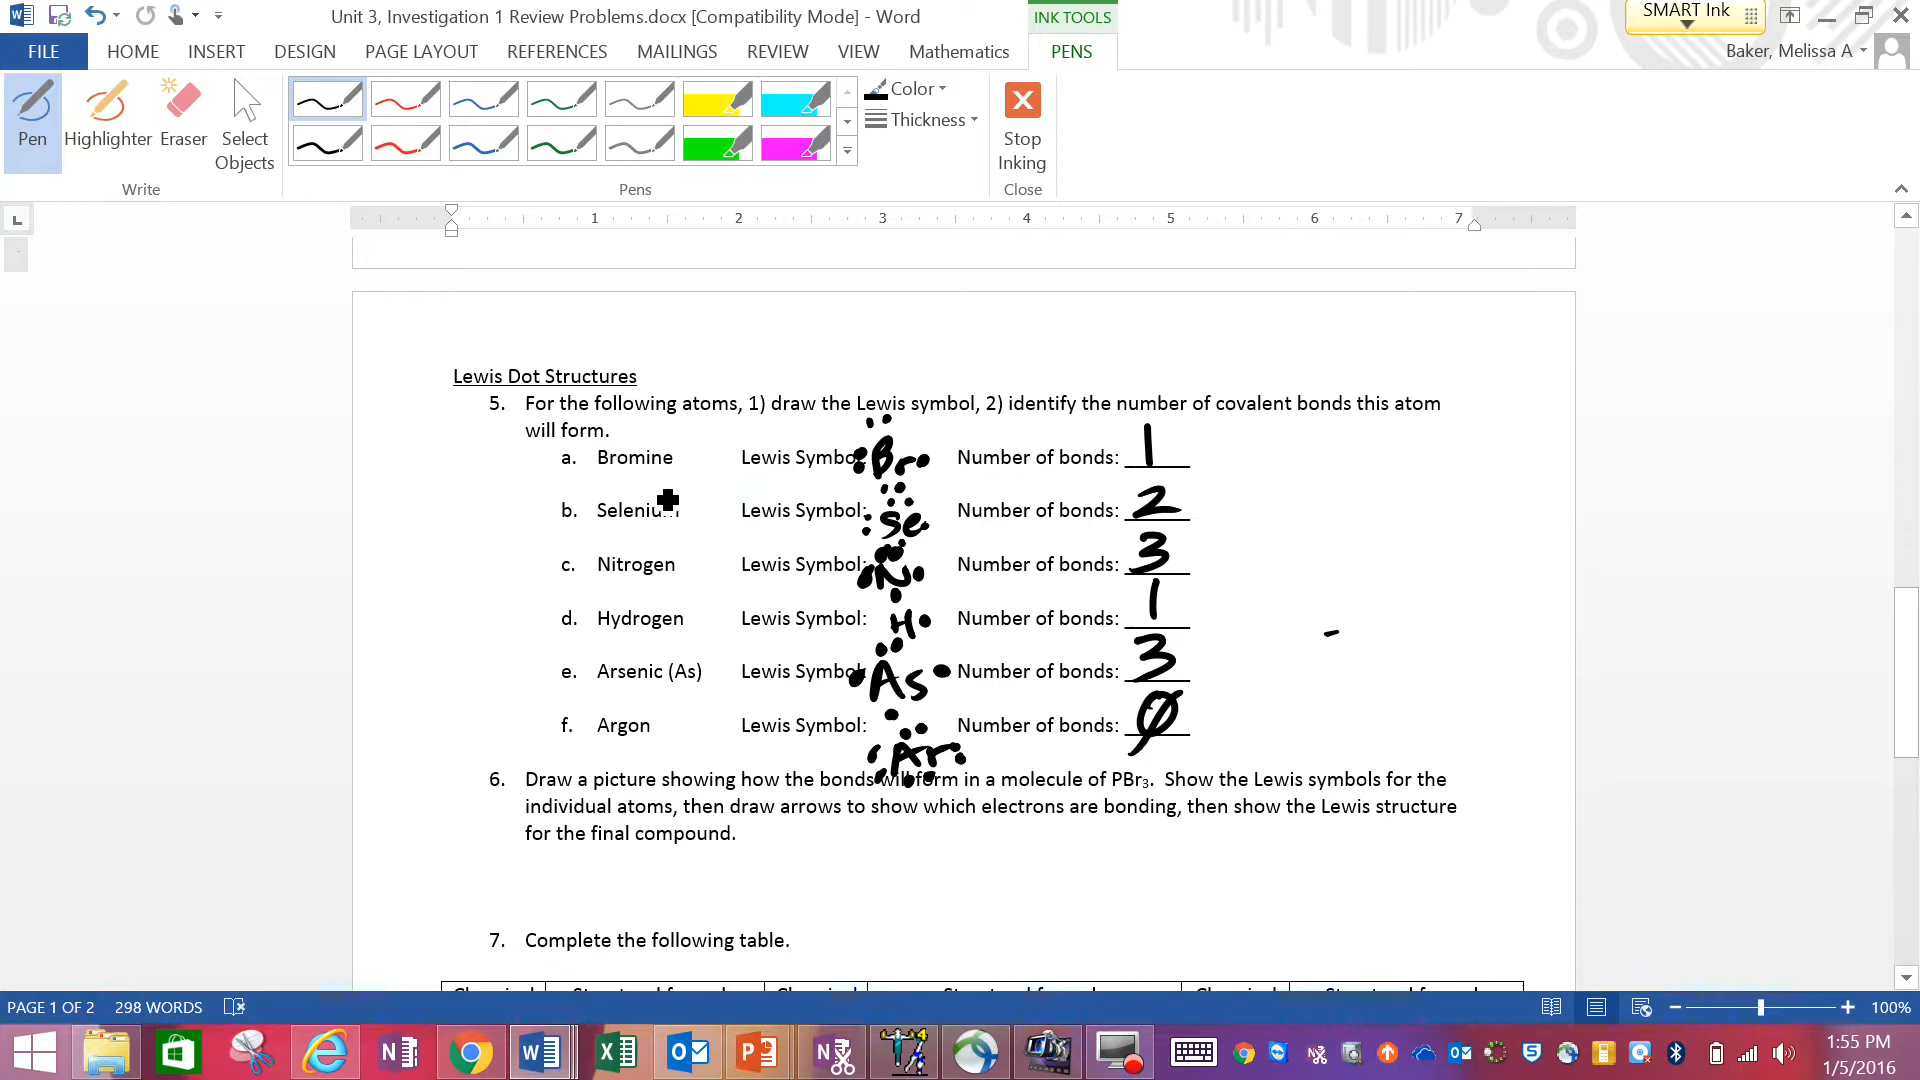 Unit 3, Investigation 1 Review Problems.docx [Compatibility Mode] - Word
INK TOOLS
SMART Ink
FILE HOME INSERT DESIGN PAGE LAYOUT REFERENCES MAILINGS REVIEW VIEW Mathematics PENS
Baker, Melissa A
Pen Highlighter Eraser Select Objects
Color
Thickness
Stop Inking
Write Pens Close
1 2 3 4 5 6 7
Lewis Dot Structures
5. For the following atoms, 1) draw the Lewis symbol, 2) identify the number of covalent bonds this atom
will form.
a. Bromine Lewis Symbol: Br Number of bonds: 1
b. Selenium Lewis Symbol: Se Number of bonds: 2
c. Nitrogen Lewis Symbol: N Number of bonds: 3
d. Hydrogen Lewis Symbol: H Number of bonds: 1
e. Arsenic (As) Lewis Symbol: As Number of bonds: 3
f. Argon Lewis Symbol: Ar Number of bonds: Ø
6. Draw a picture showing how the bonds will form in a molecule of PBr₃. Show the Lewis symbols for the
individual atoms, then draw arrows to show which electrons are bonding, then show the Lewis structure
for the final compound.
7. Complete the following table.
PAGE 1 OF 2 298 WORDS 100%
1:55 PM
1/5/2016